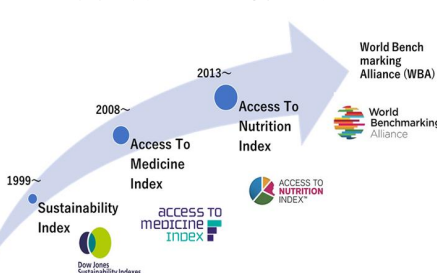 World Bench
marking
Alliance (WBA)
World
Benchmarking
Alliance
2013~
Access To
Nutrition
Index
ACCESS TO
NUTRITION
INDEX™
2008~
Access To
Medicine
Index
access to
medicine
index
1999~
Sustainability
Index
Dow Jones
Sustainability Indexes